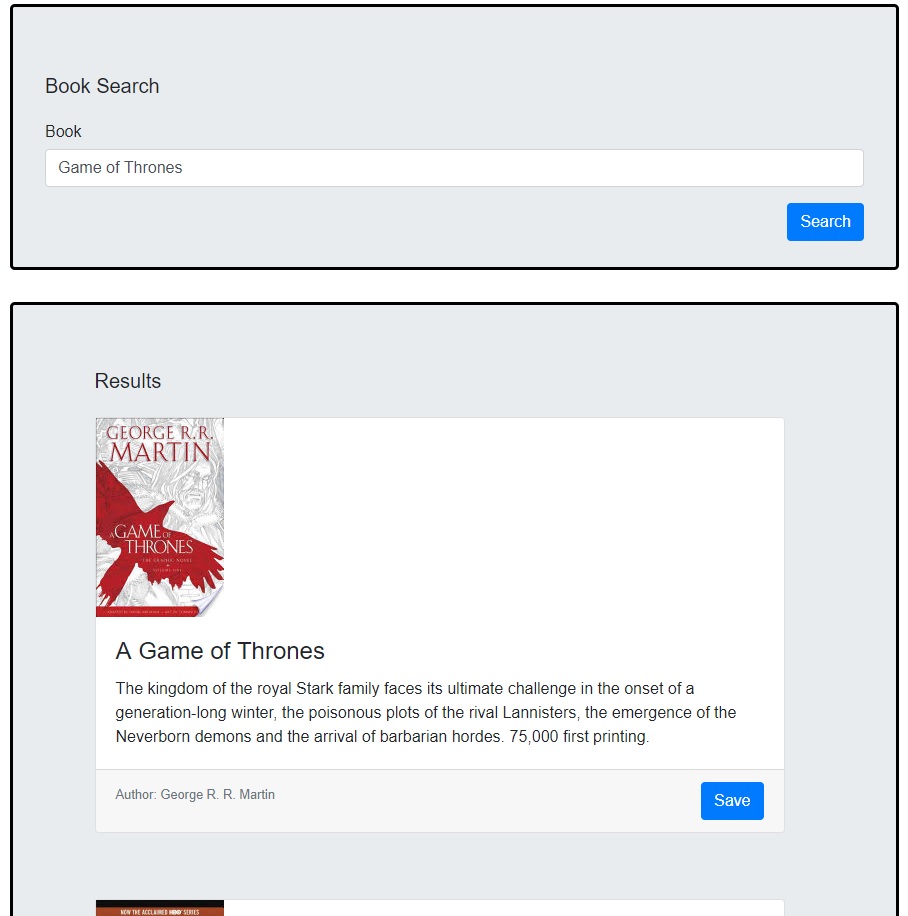 Book Search
Book
Game of Thrones
Search
Results
GEORGE R.R.
MARTIN
A GAME OF
THRONES
THE GRAPHIC NOVEL
VOLUME ONE
A Game of Thrones
The kingdom of the royal Stark family faces its ultimate challenge in the onset of a
generation-long winter, the poisonous plots of the rival Lannisters, the emergence of the
Neverborn demons and the arrival of barbarian hordes. 75,000 first printing.
Author: George R. R. Martin
Save
NOW THE ACCLAIMED HBO SERIES